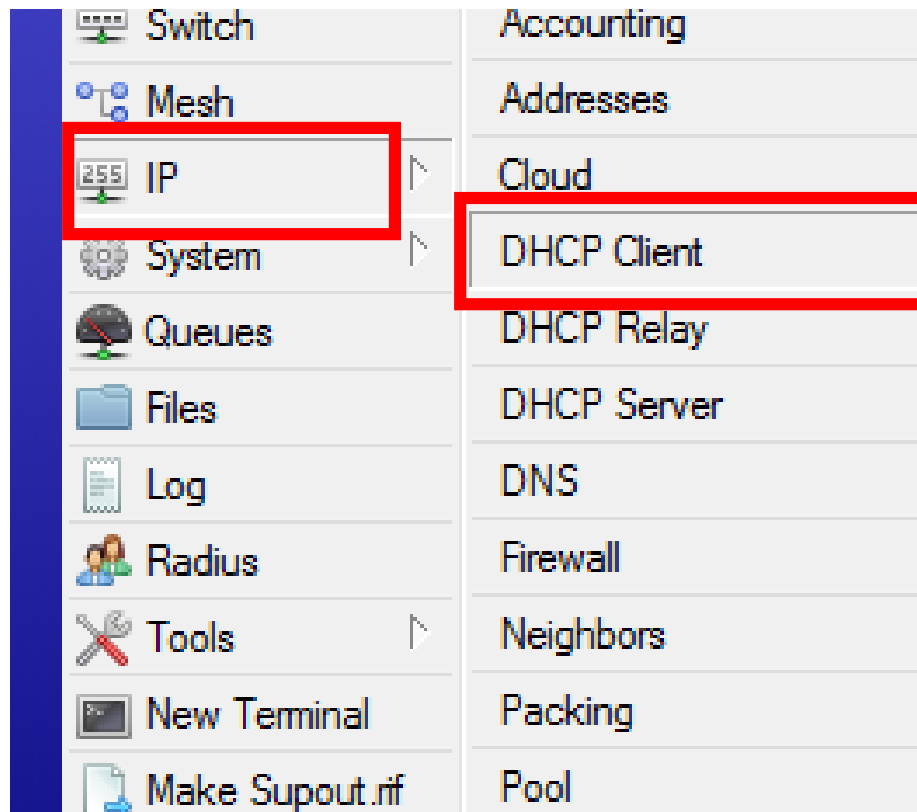 Switch
Mesh
255 IP
System
Queues
Files
Log
Radius
Tools
New Terminal
Make Supout.rif
Accounting
Addresses
Cloud
DHCP Client
DHCP Relay
DHCP Server
DNS
Firewall
Neighbors
Packing
Pool